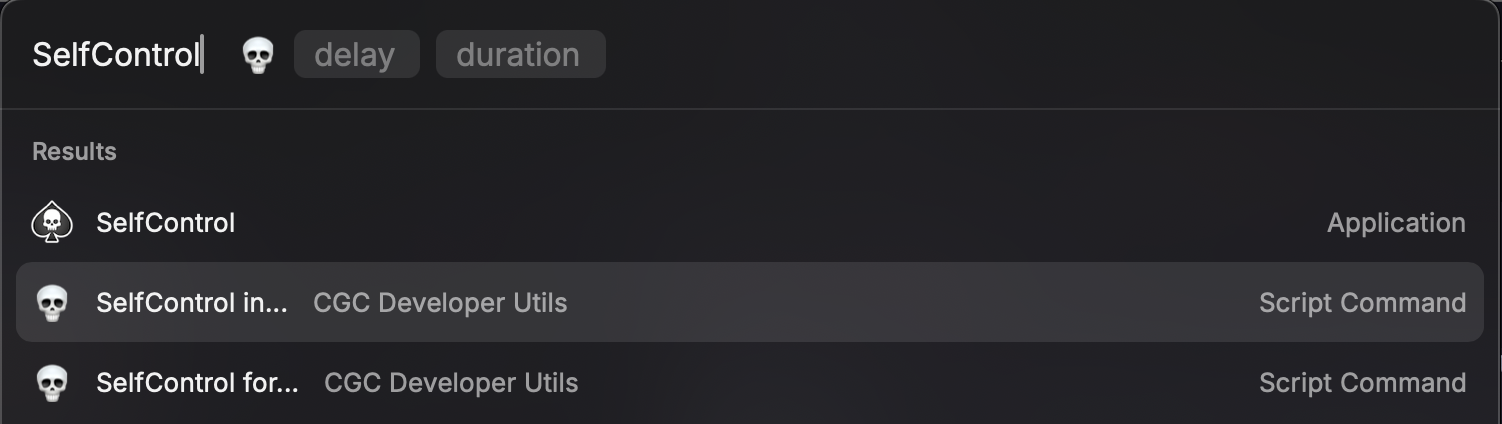 SelfControl 💀 delay duration
Results
SelfControl Application
SelfControl in... CGC Developer Utils Script Command
SelfControl for... CGC Developer Utils Script Command